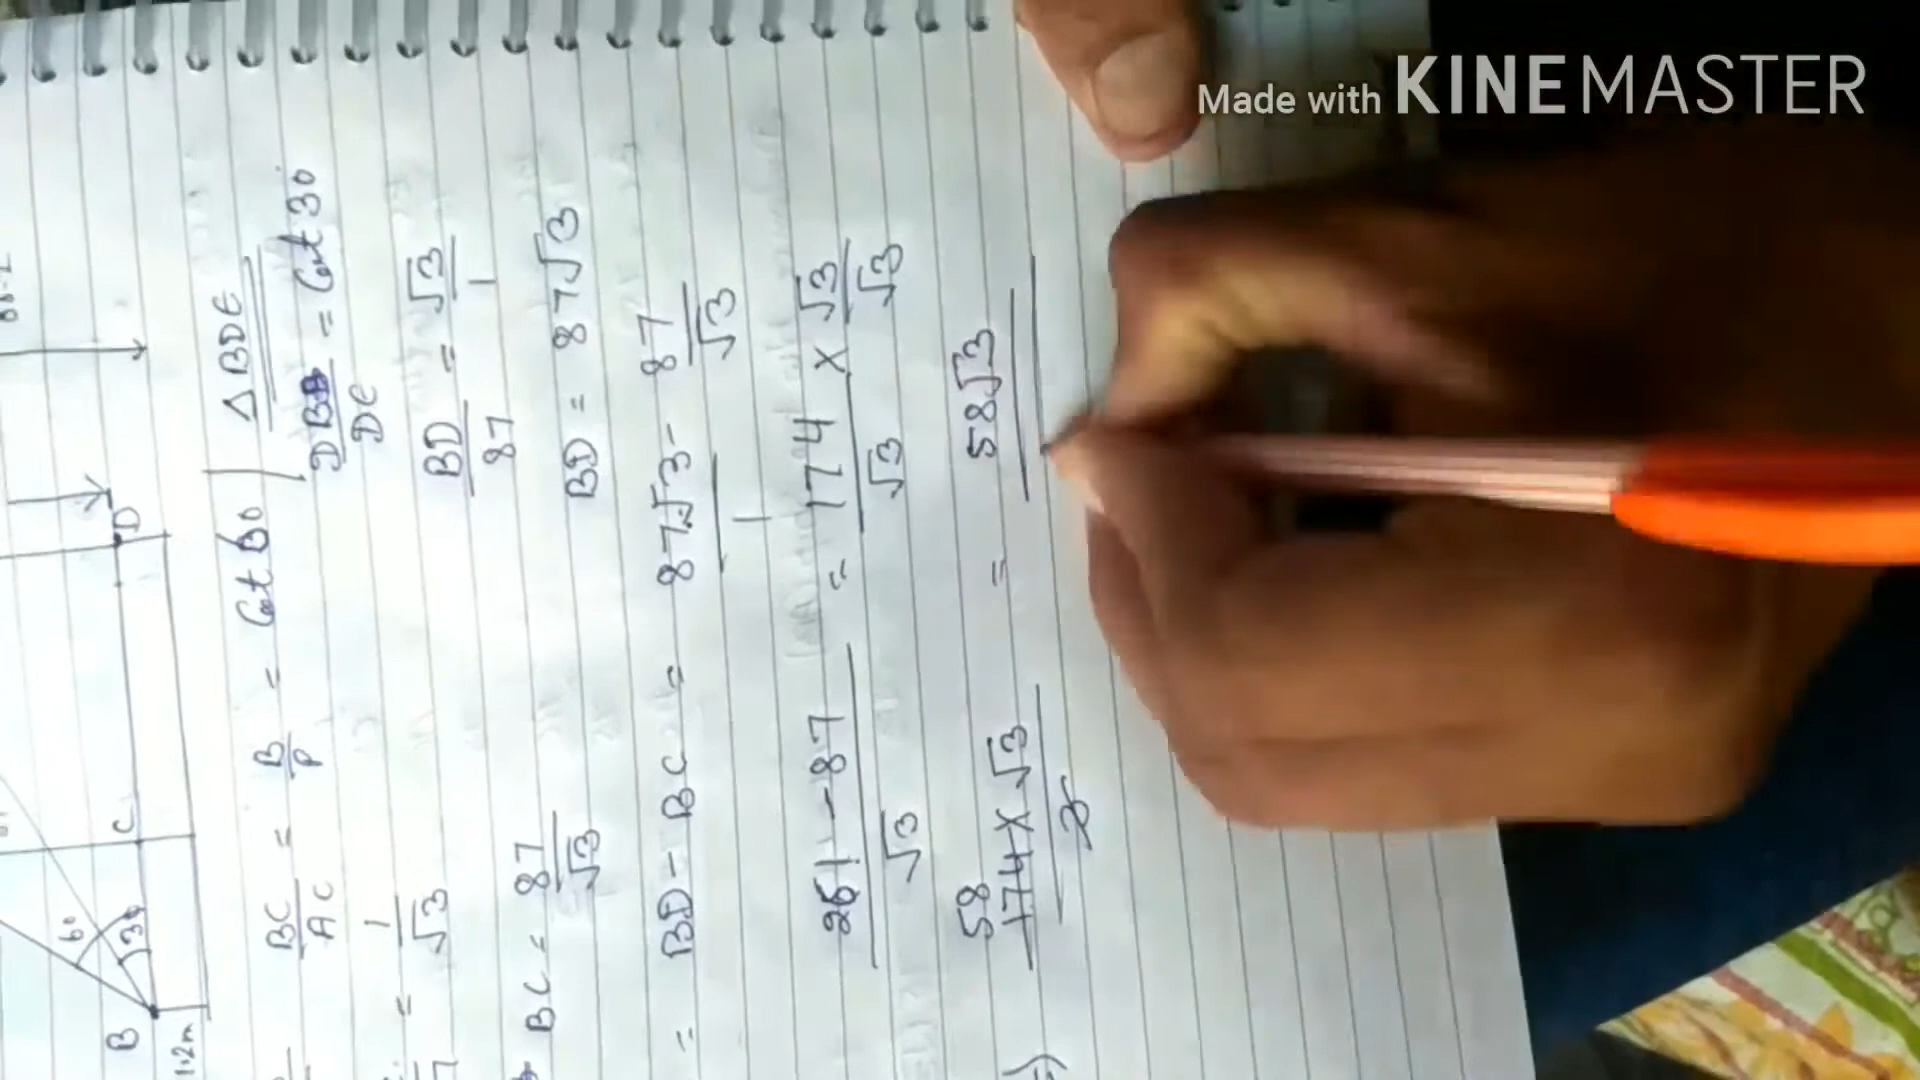 Made with KINEMASTER
D
C
B
60
30
1.2m
BC/AC = B/P = Cot 60
= 1/√3
BC = 87/√3
△BDE
DB/DE = Cot 30
BD/87 = √3/1
BD = 87√3
= BD - BC = 87√3/1 - 87/√3
261 - 87/√3 = 174/√3 × √3/√3
58
174 × √3/3 = 58√3